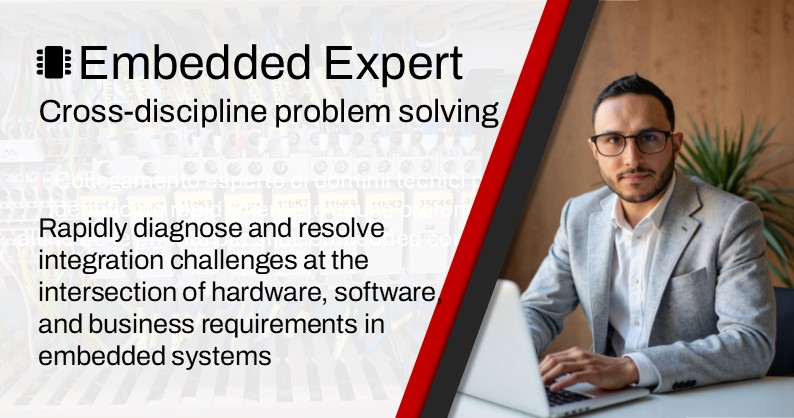 Embedded Expert
Cross-discipline problem solving
Collegamento esperto di domini tecnici
Rapidly diagnose and resolve
integration challenges at the
intersection of hardware, software,
and business requirements in
embedded systems